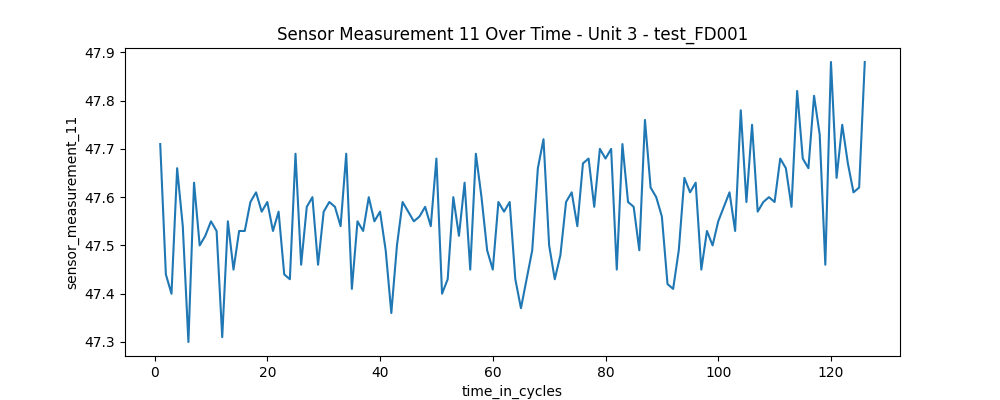 Sensor Measurement 11 Over Time - Unit 3 - test_FD001
47.9
47.8
47.7
47.6
47.5
47.4
47.3
sensor_measurement_11
0 20 40 60 80 100 120
time_in_cycles